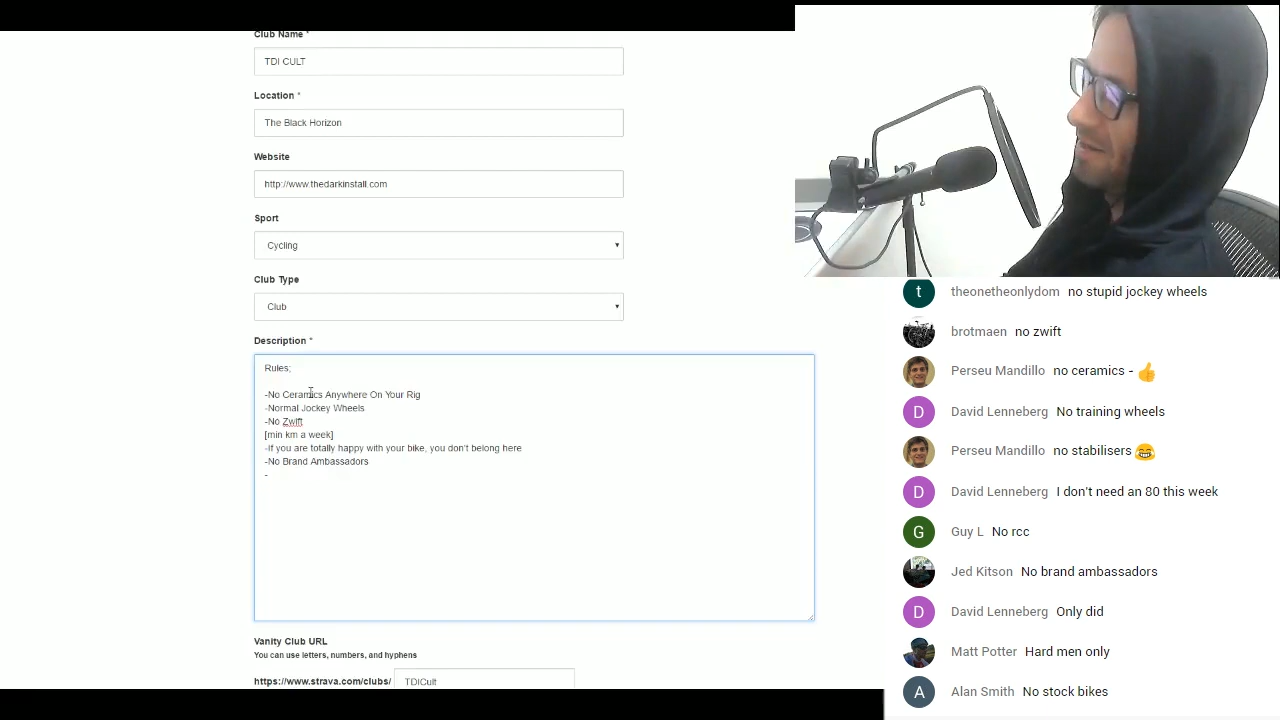 Club Name *
TDI CULT
Location *
The Black Horizon
Website
http://www.thedarkinstall.com
Sport
Cycling
Club Type
Club
Description *
Rules;
-No Ceramics Anywhere On Your Rig
-Normal Jockey Wheels
-No Zwift
[min km a week]
-If you are totally happy with your bike, you don't belong here
-No Brand Ambassadors
-
Vanity Club URL
You can use letters, numbers, and hyphens
https://www.strava.com/clubs/ TDICult
t theonetheonlydom no stupid jockey wheels
brotmaen no zwift
Perseu Mandillo no ceramics - 👍
D David Lenneberg No training wheels
Perseu Mandillo no stabilisers 😂
D David Lenneberg I don't need an 80 this week
G Guy L No rcc
Jed Kitson No brand ambassadors
D David Lenneberg Only did
Matt Potter Hard men only
A Alan Smith No stock bikes